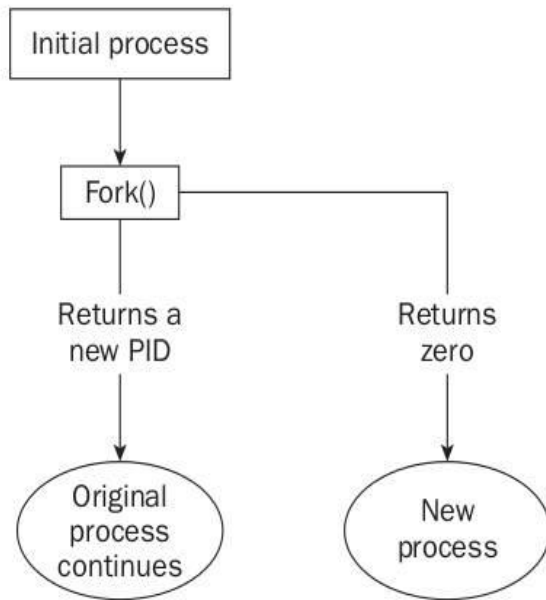 Initial process
Fork()
Returns a
new PID
Returns
zero
Original
process
continues
New
process